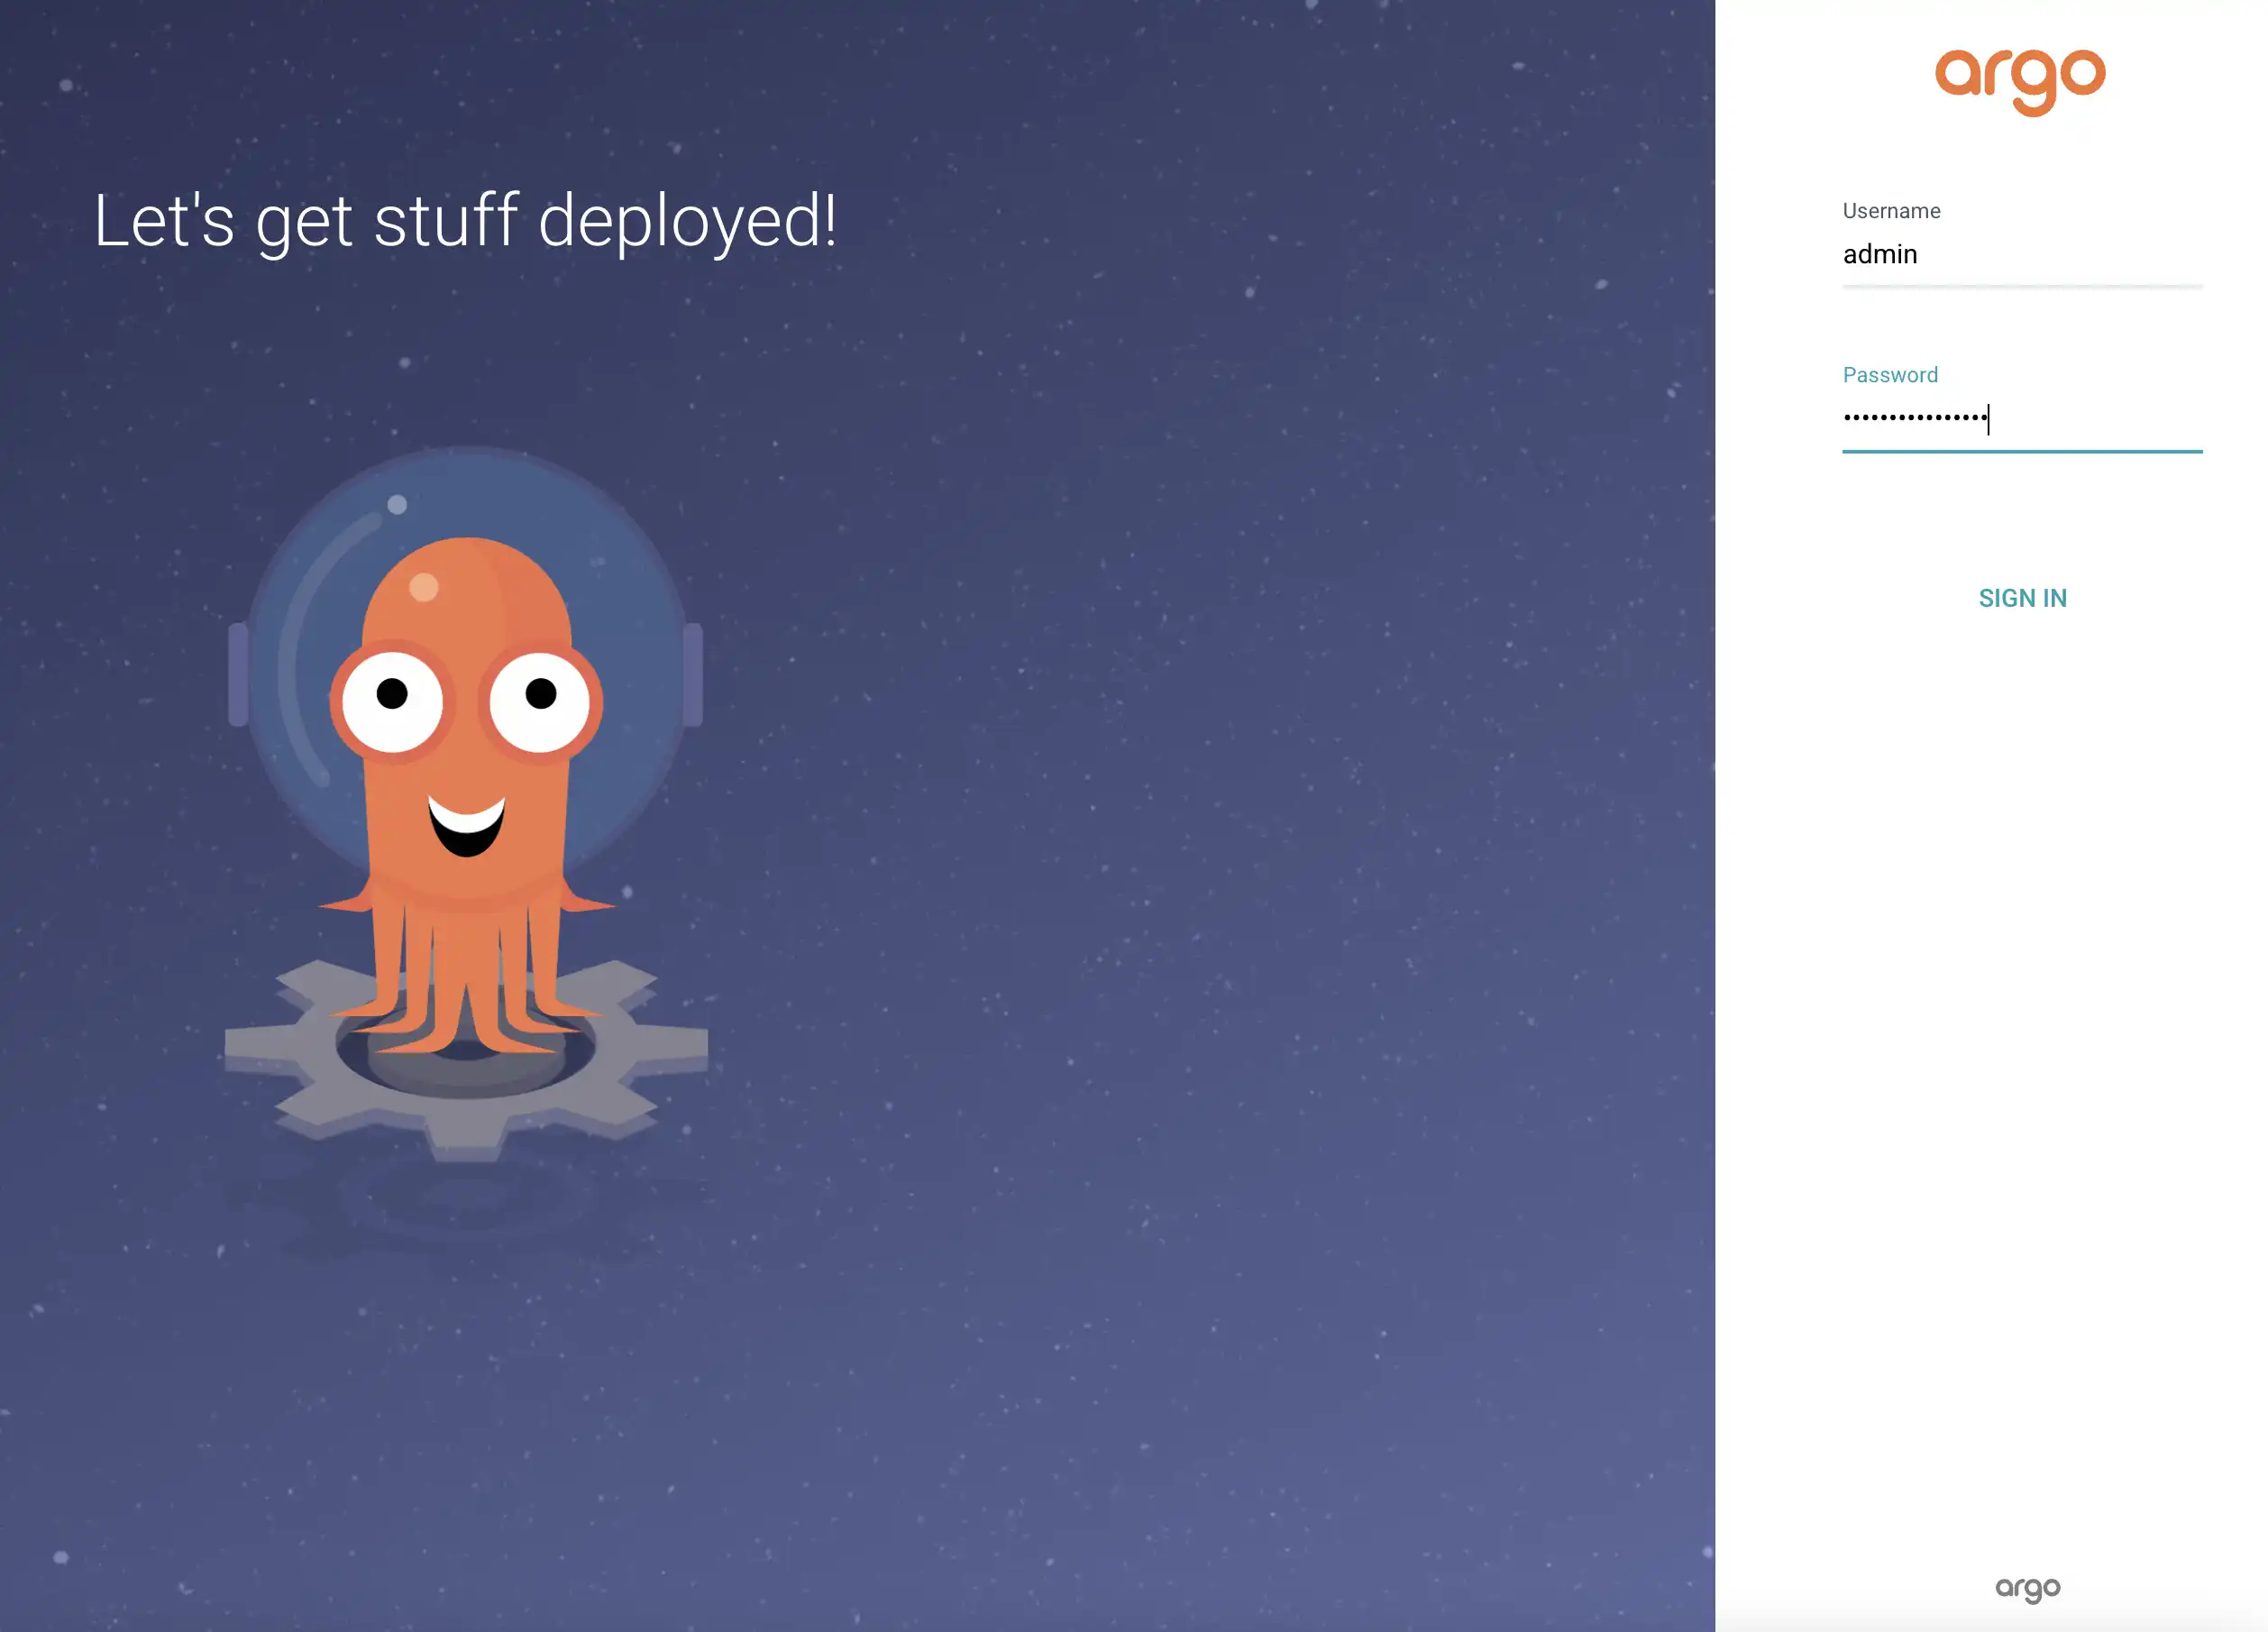 Let's get stuff deployed!
argo
Username
admin
Password
••••••••••••••••
SIGN IN
argo